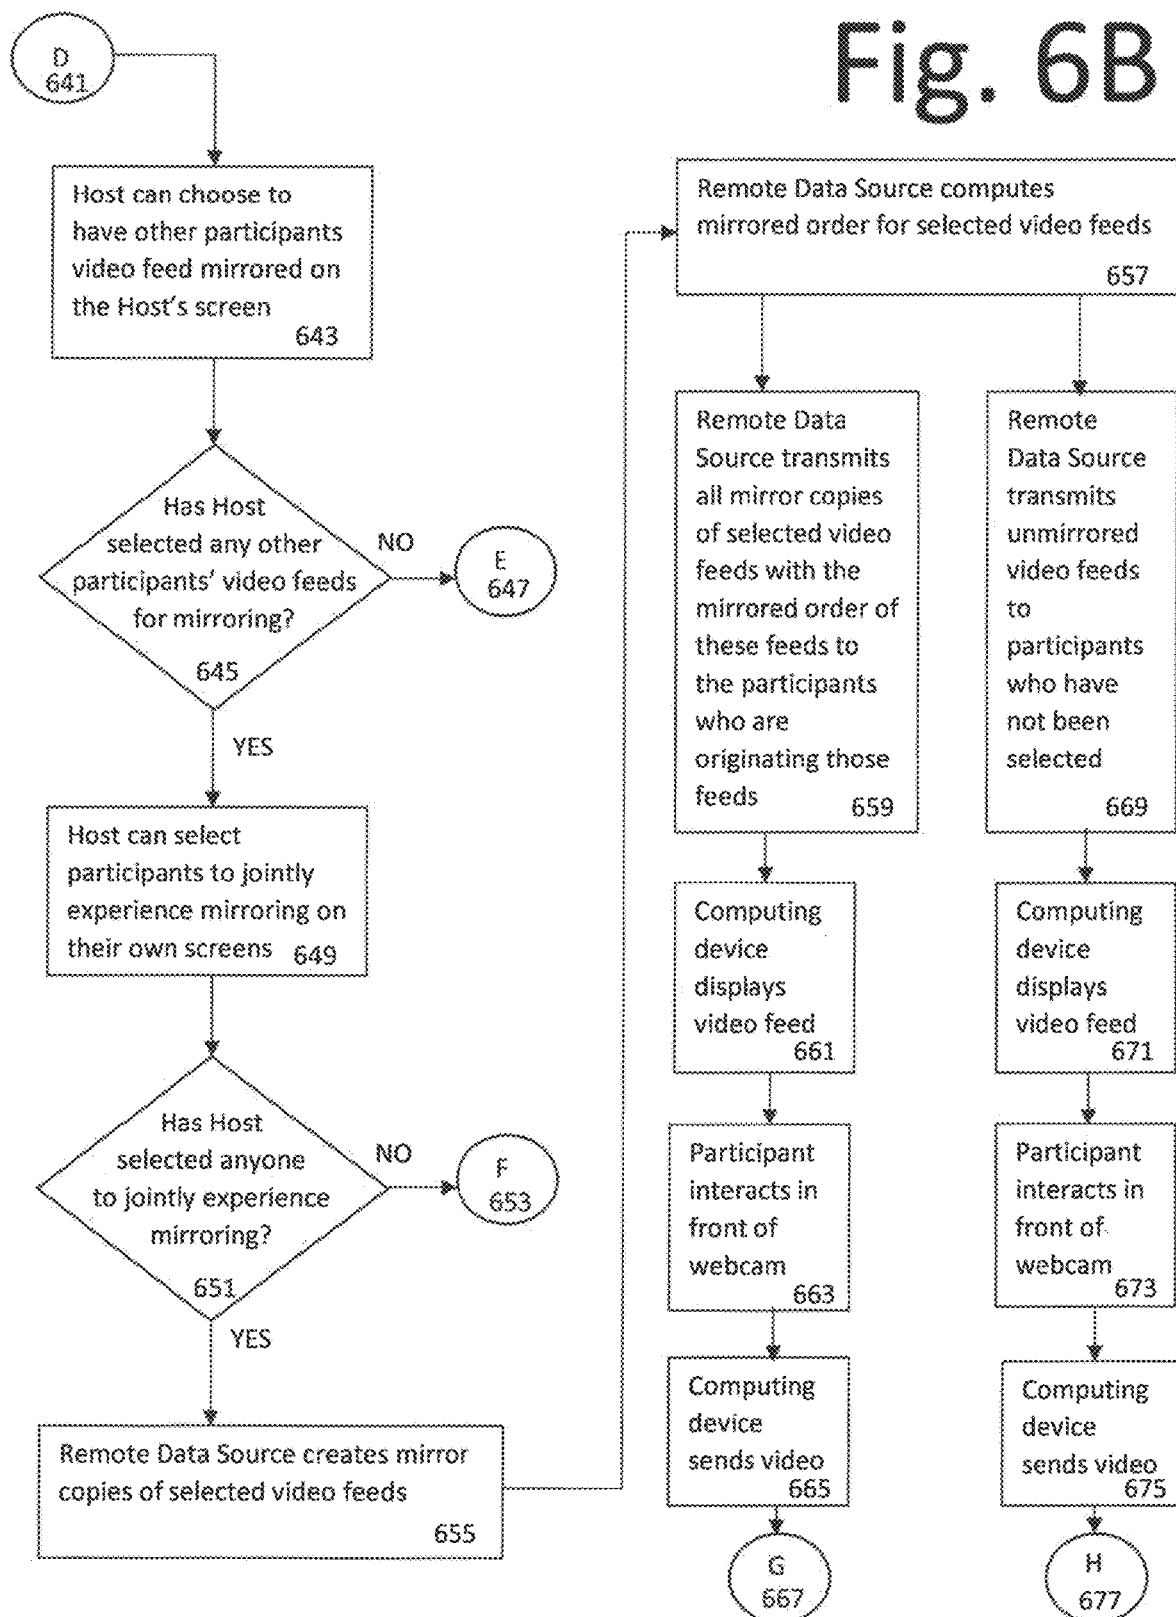 Fig. 6B
D
641
Host can choose to
have other participants
video feed mirrored on
the Host's screen
643
Has Host
selected any other
participants' video feeds
for mirroring?
645
NO
E
647
YES
Host can select
participants to jointly
experience mirroring on
their own screens 649
Has Host
selected anyone
to jointly experience
mirroring?
651
NO
F
653
YES
Remote Data Source creates mirror
copies of selected video feeds
655
Remote Data Source computes
mirrored order for selected video feeds
657
Remote Data
Source transmits
all mirror copies
of selected video
feeds with the
mirrored order of
these feeds to
the participants
who are
originating those
feeds
659
Computing
device
displays
video feed
661
Participant
interacts in
front of
webcam
663
Computing
device
sends video
665
G
667
Remote
Data Source
transmits
unmirrored
video feeds
to
participants
who have
not been
selected
669
Computing
device
displays
video feed
671
Participant
interacts in
front of
webcam
673
Computing
device
sends video
675
H
677